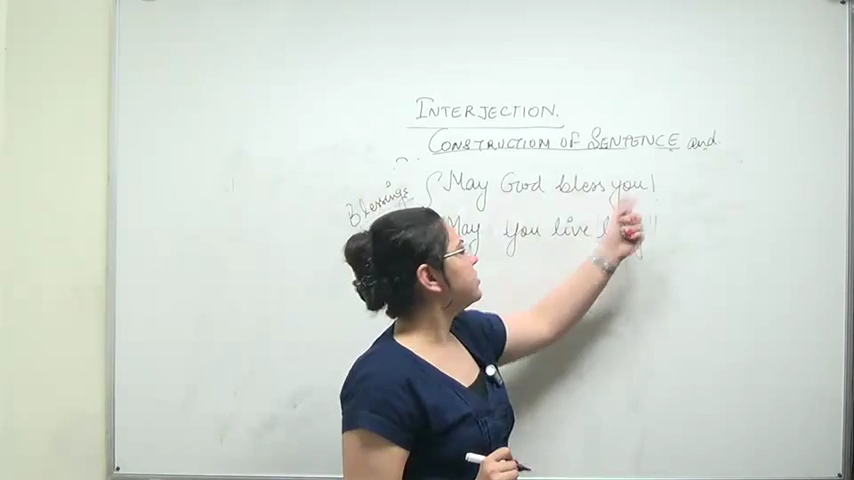 INTERJECTION.
CONSTRUCTION OF SENTENCE and
Blessings
May God bless you!
May you live